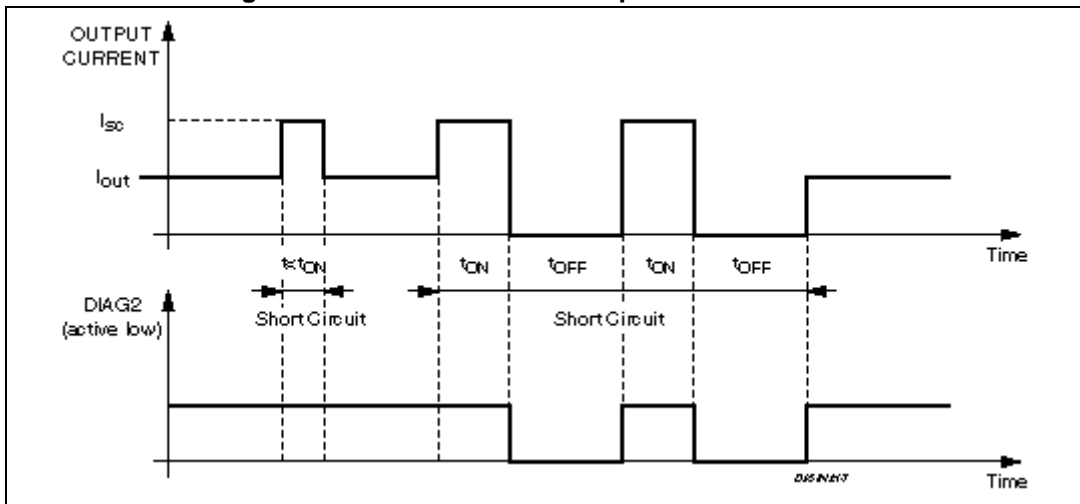 OUTPUT
CURRENT
Isc
Iout
Time
t<tON
tON
tOFF
tON
tOFF
Short Circuit
Short Circuit
DIAG2
(active low)
Time